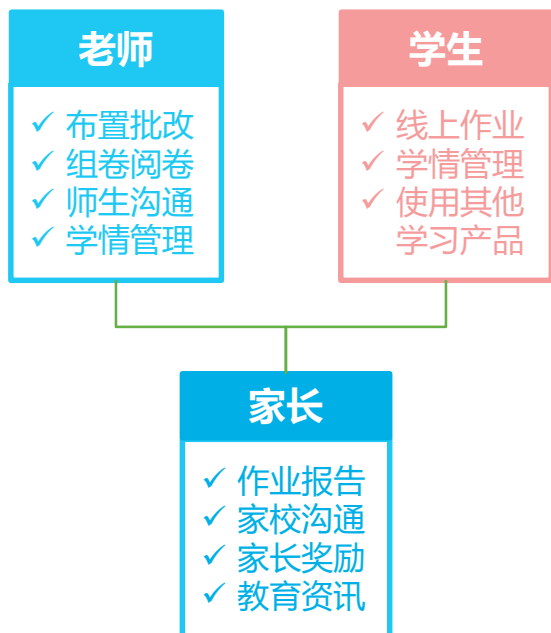 老师
✓ 布置批改
✓ 组卷阅卷
✓ 师生沟通
✓ 学情管理
学生
✓ 线上作业
✓ 学情管理
✓ 使用其他
学习产品
家长
✓ 作业报告
✓ 家校沟通
✓ 家长奖励
✓ 教育资讯